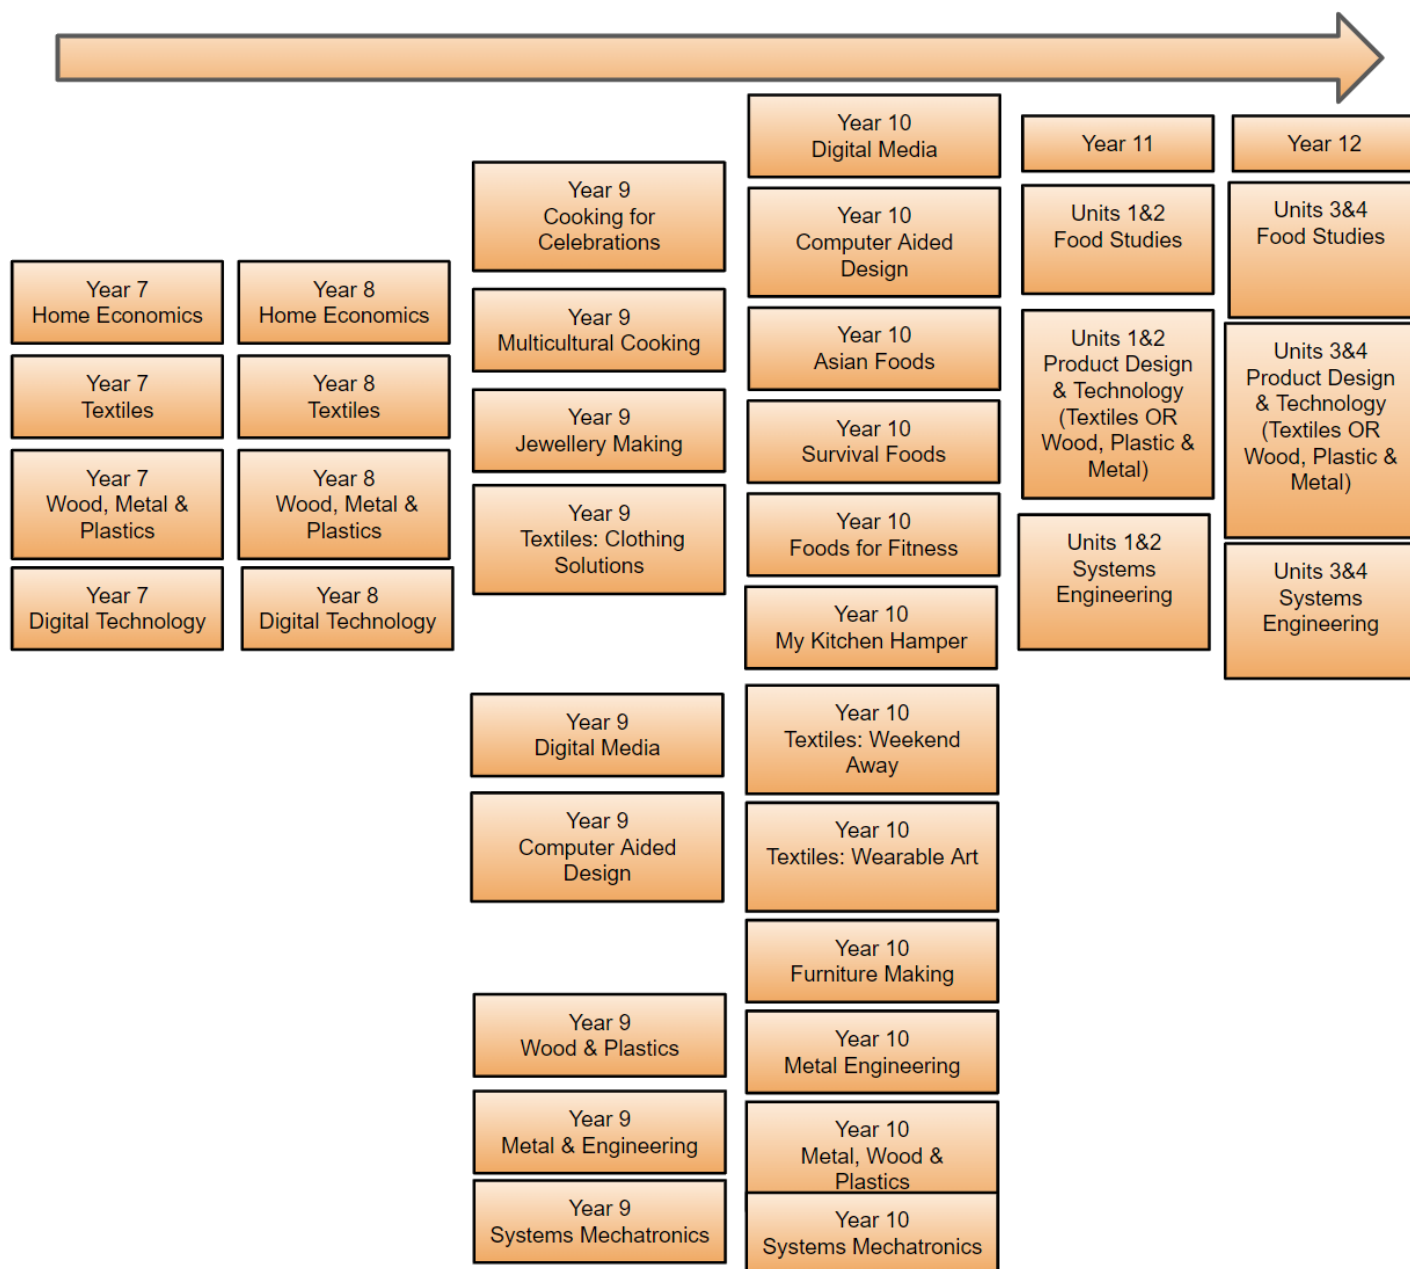 Year 7
Home Economics
Year 7
Textiles
Year 7
Wood, Metal &
Plastics
Year 7
Digital Technology
Year 8
Home Economics
Year 8
Textiles
Year 8
Wood, Metal &
Plastics
Year 8
Digital Technology
Year 9
Cooking for
Celebrations
Year 9
Multicultural Cooking
Year 9
Jewellery Making
Year 9
Textiles: Clothing
Solutions
Year 9
Digital Media
Year 9
Computer Aided
Design
Year 9
Wood & Plastics
Year 9
Metal & Engineering
Year 9
Systems Mechatronics
Year 10
Digital Media
Year 10
Computer Aided
Design
Year 10
Asian Foods
Year 10
Survival Foods
Year 10
Foods for Fitness
Year 10
My Kitchen Hamper
Year 10
Textiles: Weekend
Away
Year 10
Textiles: Wearable Art
Year 10
Furniture Making
Year 10
Metal Engineering
Year 10
Metal, Wood &
Plastics
Year 10
Systems Mechatronics
Year 11
Units 1&2
Food Studies
Units 1&2
Product Design
& Technology
(Textiles OR
Wood, Plastic &
Metal)
Units 1&2
Systems
Engineering
Year 12
Units 3&4
Food Studies
Units 3&4
Product Design
& Technology
(Textiles OR
Wood, Plastic &
Metal)
Units 3&4
Systems
Engineering